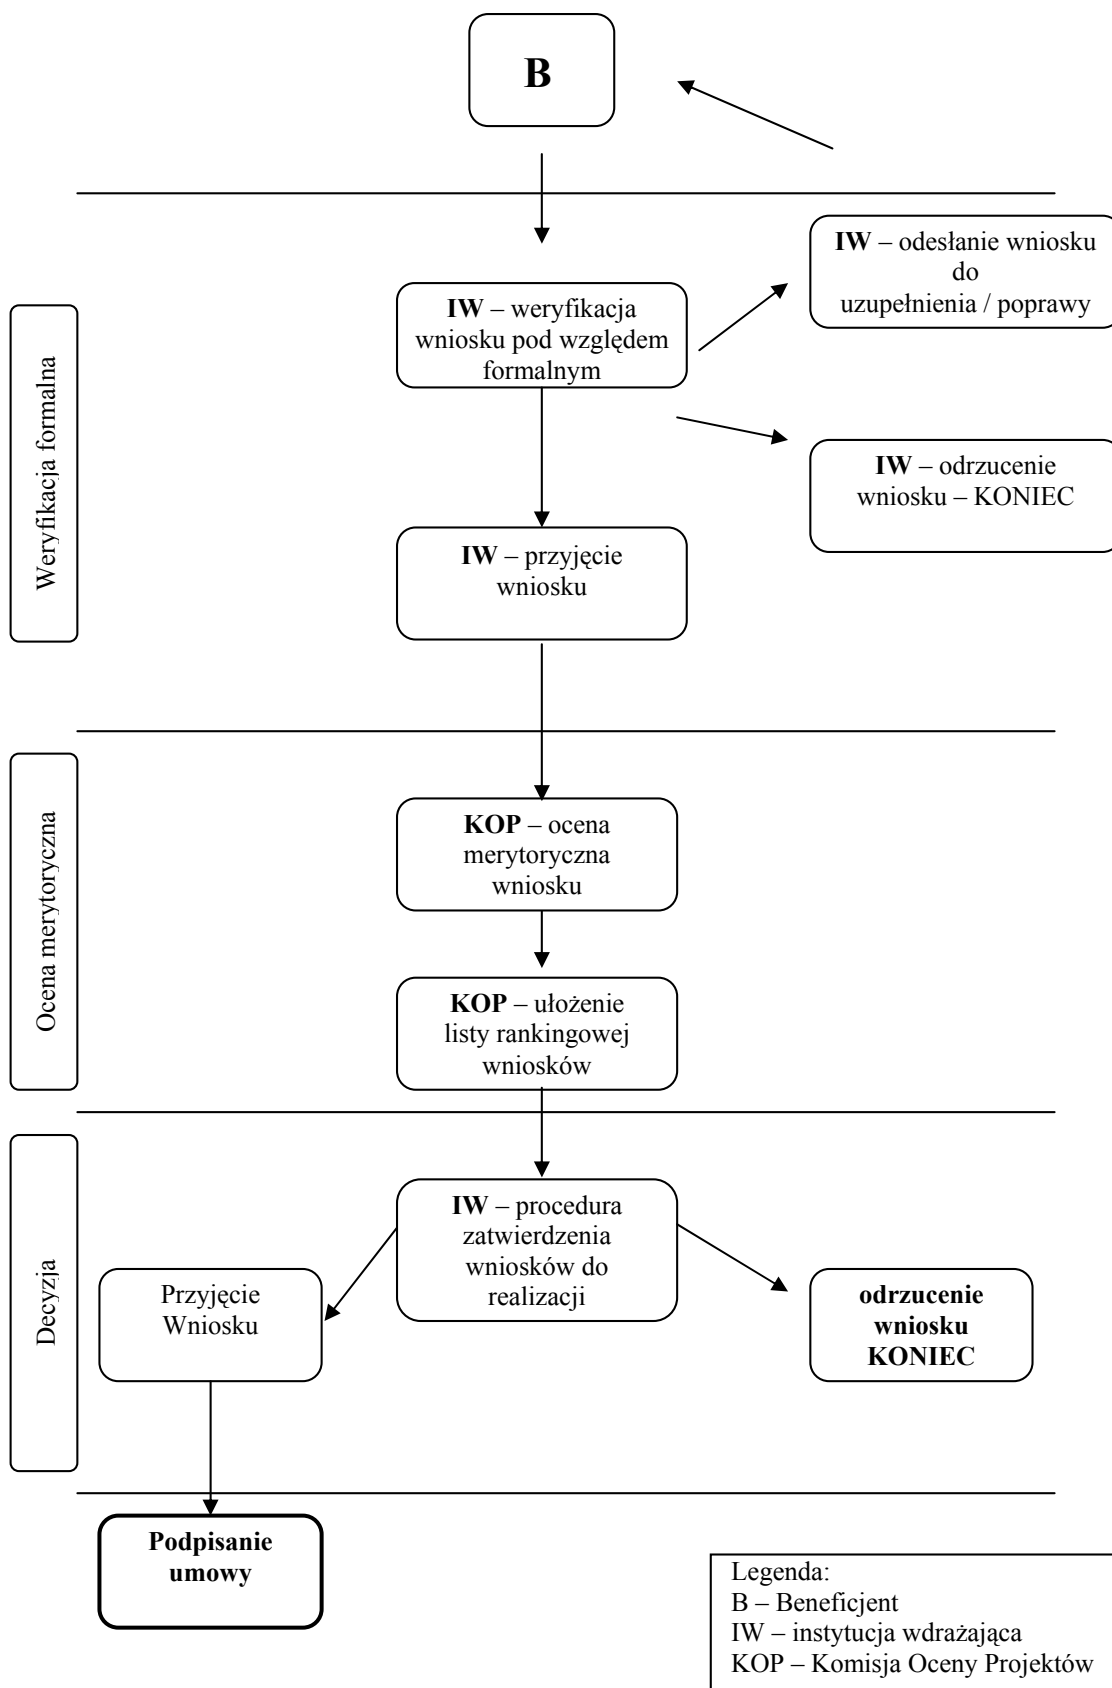 B
IW – odesłanie wniosku
do
uzupełnienia / poprawy
IW – weryfikacja
wniosku pod względem
formalnym
Weryfikacja formalna
IW – odrzucenie
wniosku – KONIEC
IW – przyjęcie
wniosku
Ocena merytoryczna
KOP – ocena
merytoryczna
wniosku
KOP – ułożenie
listy rankingowej
wniosków
Decyzja
IW – procedura
zatwierdzenia
wniosków do
realizacji
Przyjęcie
Wniosku
odrzucenie
wniosku
KONIEC
Podpisanie
umowy
Legenda:
B – Beneficjent
IW – instytucja wdrażająca
KOP – Komisja Oceny Projektów